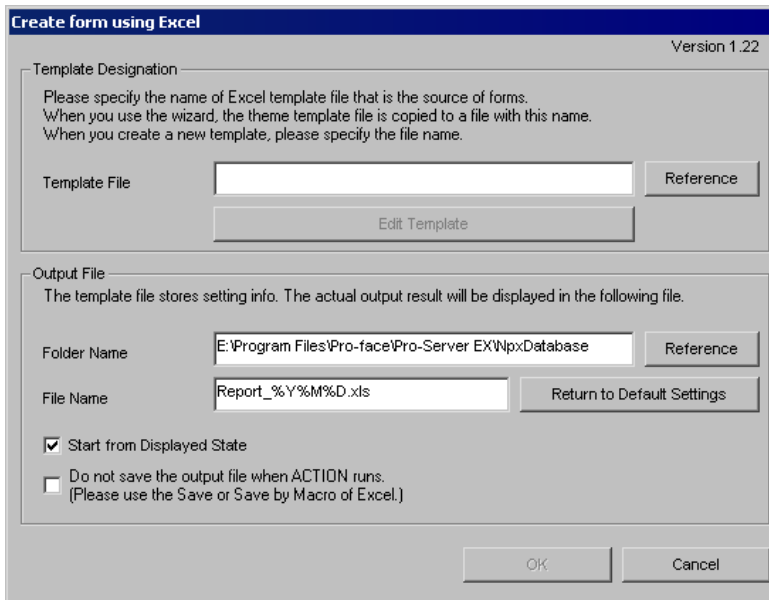 Create form using Excel
Version 1.22
Template Designation
Please specify the name of Excel template file that is the source of forms.
When you use the wizard, the theme template file is copied to a file with this name.
When you create a new template, please specify the file name.
Template File
Reference
Edit Template
Output File
The template file stores setting info. The actual output result will be displayed in the following file.
Folder Name
E:\Program Files\Pro-face\Pro-Server EX\NpxDatabase
Reference
File Name
Report_%Y%M%D.xls
Return to Default Settings
Start from Displayed State
Do not save the output file when ACTION runs.
(Please use the Save or Save by Macro of Excel.)
OK
Cancel